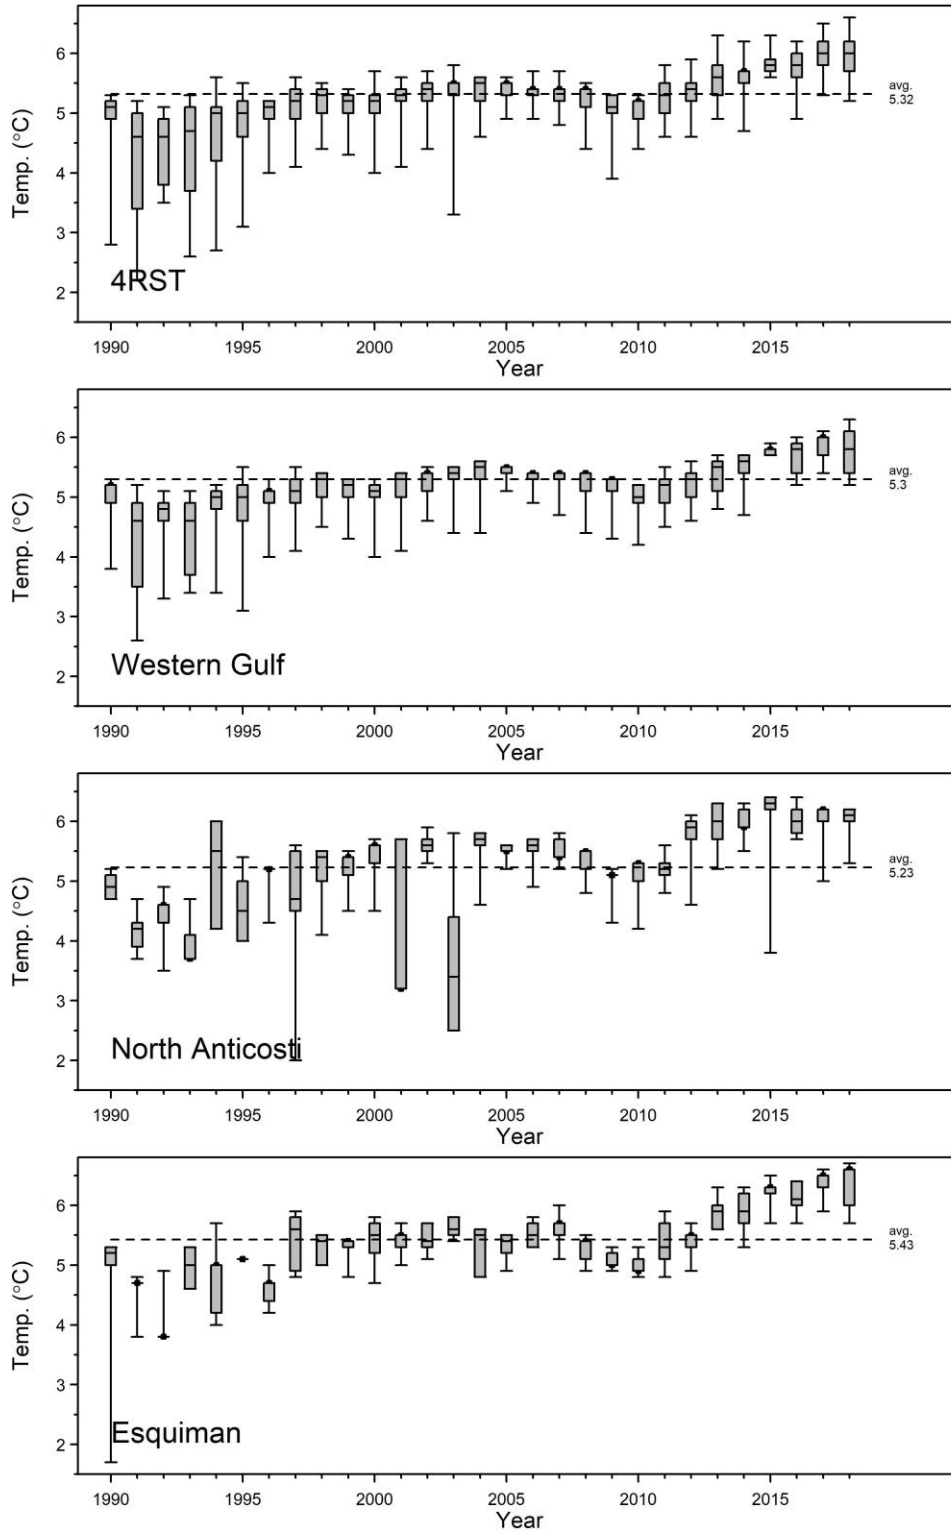 6
5
4
3
2
Temp. (°C)
avg.
5.32
4RST
1990 1995 2000 2005 2010 2015
Year
6
5
4
3
2
Temp. (°C)
avg.
5.3
Western Gulf
1990 1995 2000 2005 2010 2015
Year
6
5
4
3
2
Temp. (°C)
avg.
5.23
North Anticosti
1990 1995 2000 2005 2010 2015
Year
6
5
4
3
2
Temp. (°C)
avg.
5.43
Esquiman
1990 1995 2000 2005 2010 2015
Year